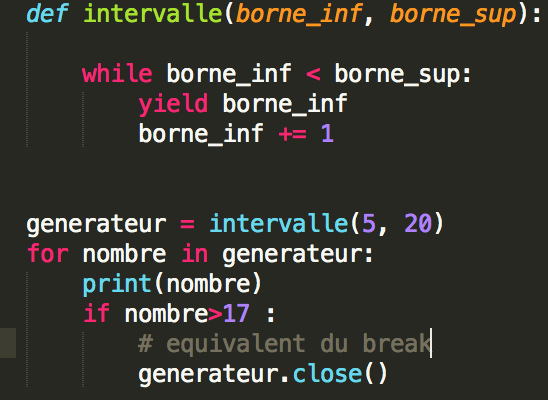 def intervalle(borne_inf, borne_sup):
while borne_inf < borne_sup:
yield borne_inf
borne_inf += 1
generateur = intervalle(5, 20)
for nombre in generateur:
print(nombre)
if nombre>17 :
# equivalent du break
generateur.close()